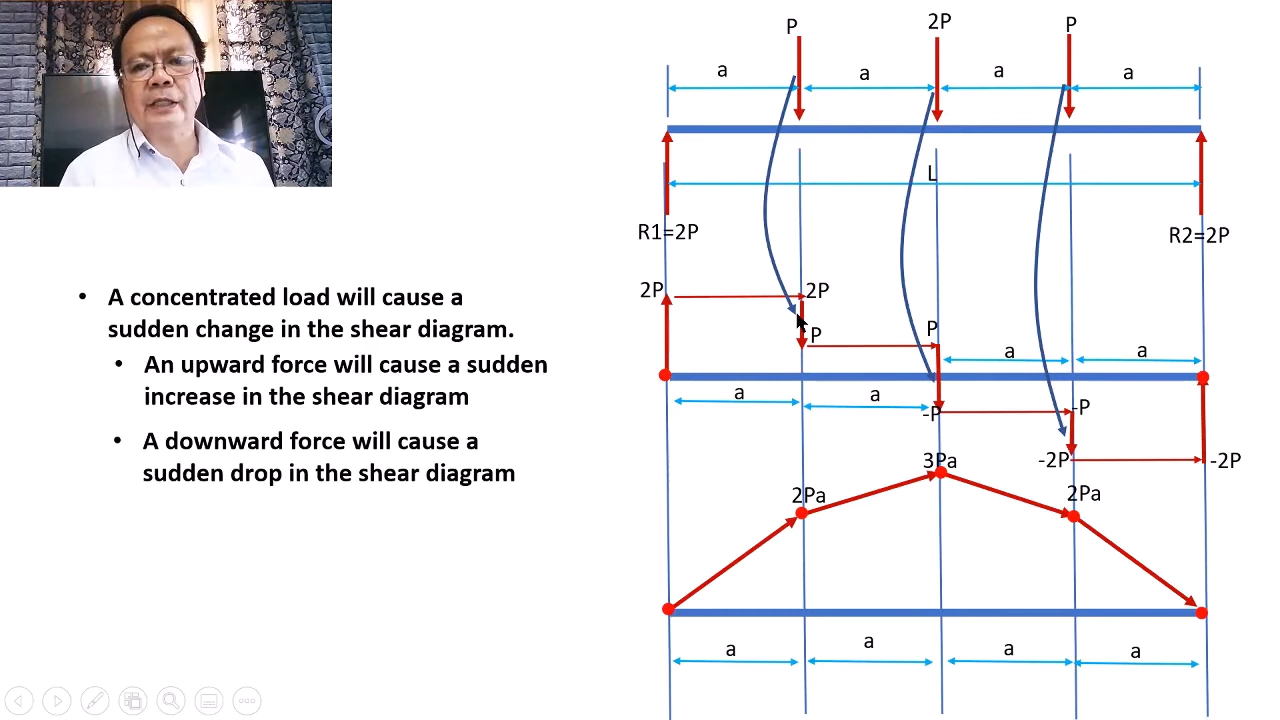 • A concentrated load will cause a
sudden change in the shear diagram.
• An upward force will cause a sudden
increase in the shear diagram
• A downward force will cause a
sudden drop in the shear diagram
P
2P
P
a
a
a
a
L
R1=2P
R2=2P
2P
2P
P
P
a
a
a
a
-P
-P
-2P
-2P
3Pa
2Pa
2Pa
a
a
a
a